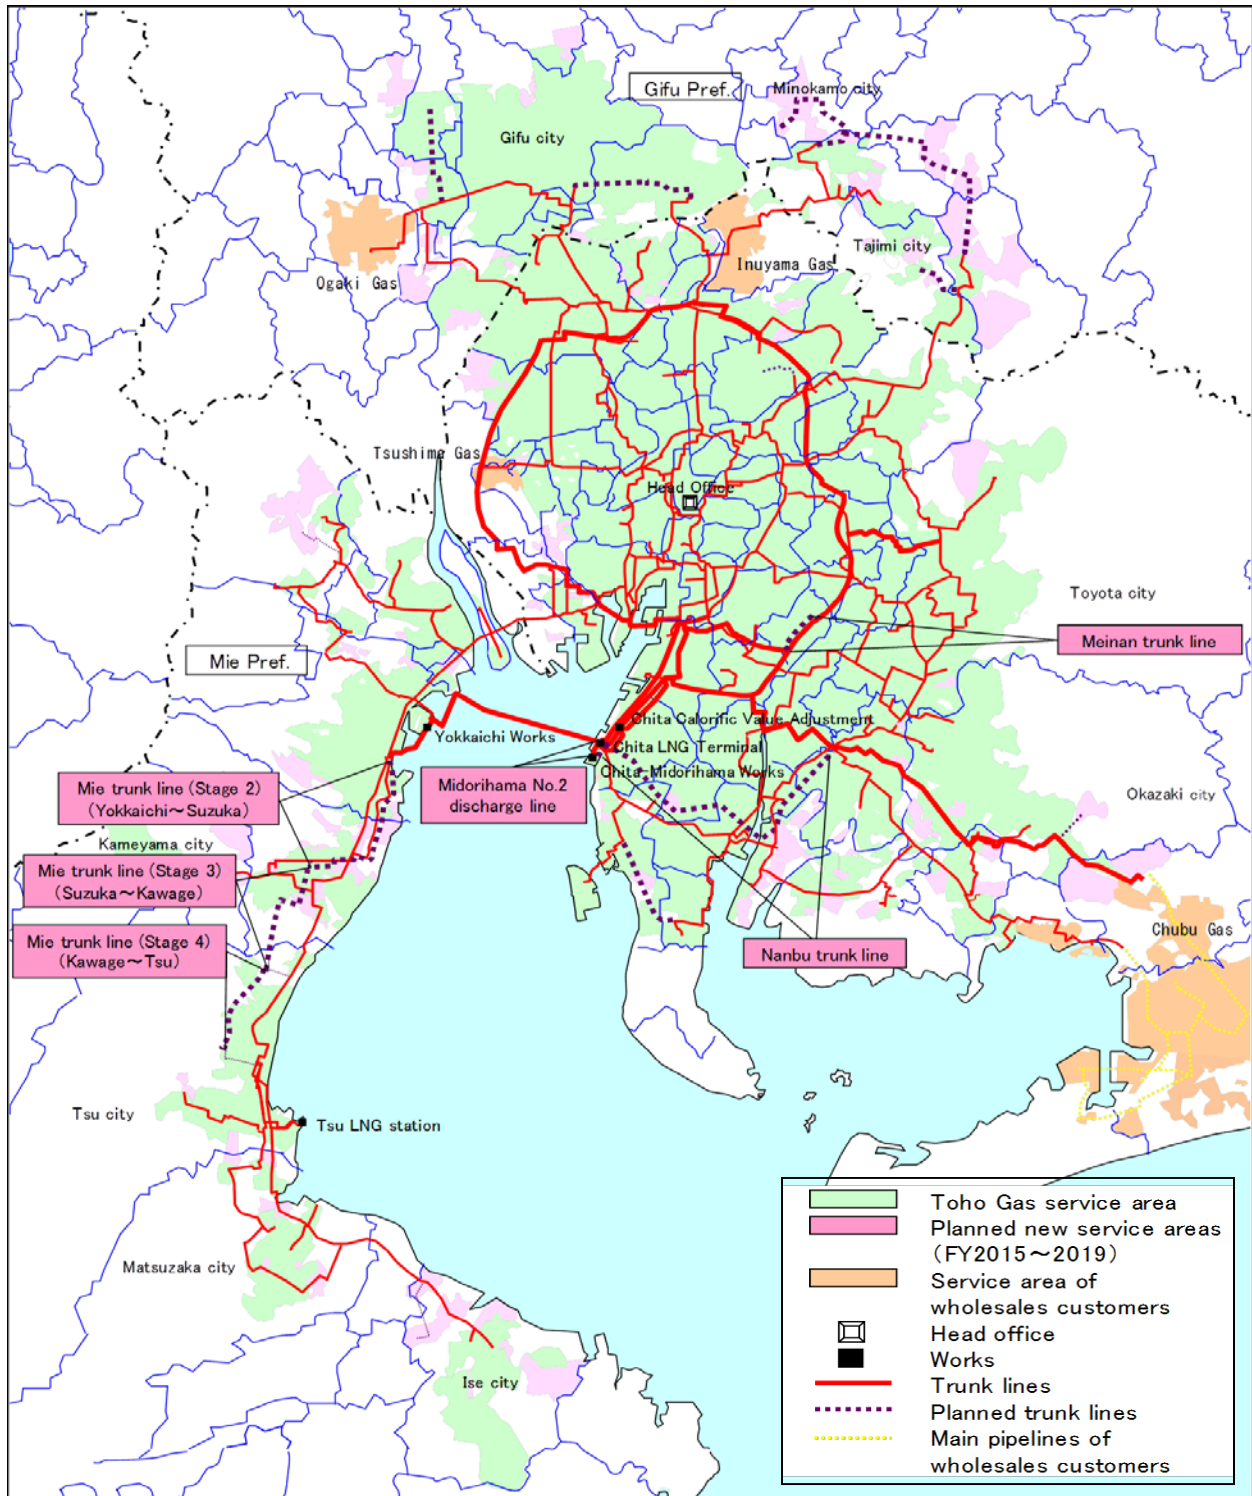 Gifu Pref.
Minokamo city
Gifu city
Tajimi city
Inuyama Gas
Ogaki Gas
Tsushima Gas
Head Office
Toyota city
Meinan trunk line
Mie Pref.
Chita Calorific Value Adjustment
Yokkaichi Works
Chita LNG Terminal
Chita Midorihama Works
Mie trunk line (Stage 2)
(Yokkaichi～Suzuka)
Midorihama No.2
discharge line
Okazaki city
Kameyama city
Mie trunk line (Stage 3)
(Suzuka～Kawage)
Mie trunk line (Stage 4)
(Kawage～Tsu)
Chubu Gas
Nanbu trunk line
Tsu city
Tsu LNG station
Matsuzaka city
Ise city
Toho Gas service area
Planned new service areas
(FY2015～2019)
Service area of
wholesales customers
Head office
Works
Trunk lines
Planned trunk lines
Main pipelines of
wholesales customers